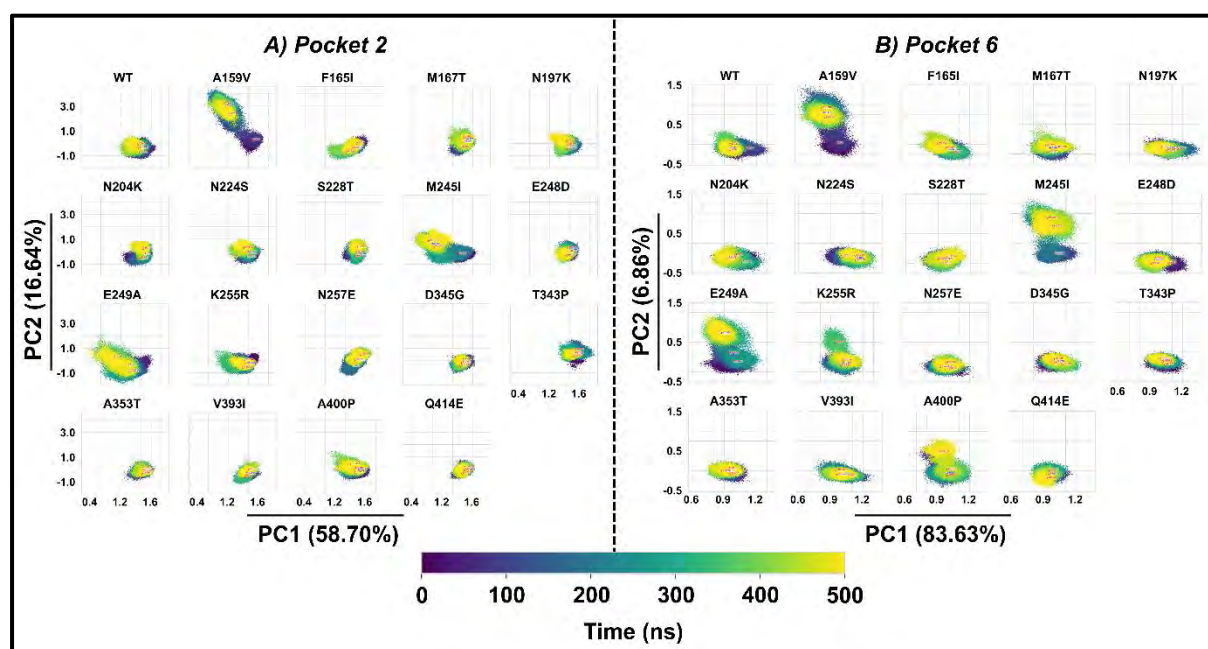 A) Pocket 2
WT A159V F165I M167T N197K
3.0
1.0
-1.0
N204K N224S S228T M245I E248D
3.0
1.0
-1.0
E249A K255R N257E D345G T343P
3.0
1.0
-1.0
0.4 1.2 1.6
A353T V393I A400P Q414E
3.0
1.0
-1.0
0.4 1.2 1.6 0.4 1.2 1.6 0.4 1.2 1.6 0.4 1.2 1.6
PC2 (16.64%)
PC1 (58.70%)
B) Pocket 6
WT A159V F165I M167T N197K
1.5
0.5
-0.5
N204K N224S S228T M245I E248D
1.5
0.5
-0.5
E249A K255R N257E D345G T343P
1.5
0.5
-0.5
0.6 0.9 1.2
A353T V393I A400P Q414E
1.5
0.5
-0.5
0.6 0.9 1.2 0.6 0.9 1.2 0.6 0.9 1.2 0.6 0.9 1.2
PC2 (6.86%)
PC1 (83.63%)
0 100 200 300 400 500
Time (ns)